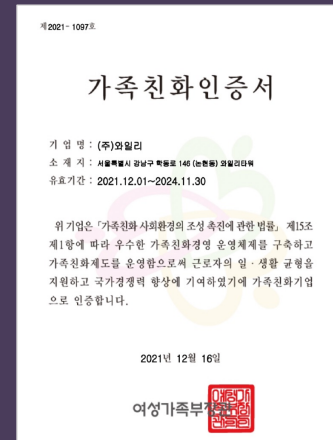 제2021- 1097호
가족친화인증서
기 업 명 : (주)와일리
소 재 지 : 서울특별시 강남구 학동로 146 (논현동) 와일리타워
유효기간 : 2021.12.01~2024.11.30
위 기업은 「가족친화 사회환경의 조성 촉진에 관한 법률」 제15조
제1항에 따라 우수한 가족친화경영 운영체제를 구축하고
가족친화제도를 운영함으로써 근로자의 일 · 생활 균형을
지원하고 국가경쟁력 향상에 기여하였기에 가족친화기업
으로 인증합니다.
2021년 12월 16일
여성가족부장관